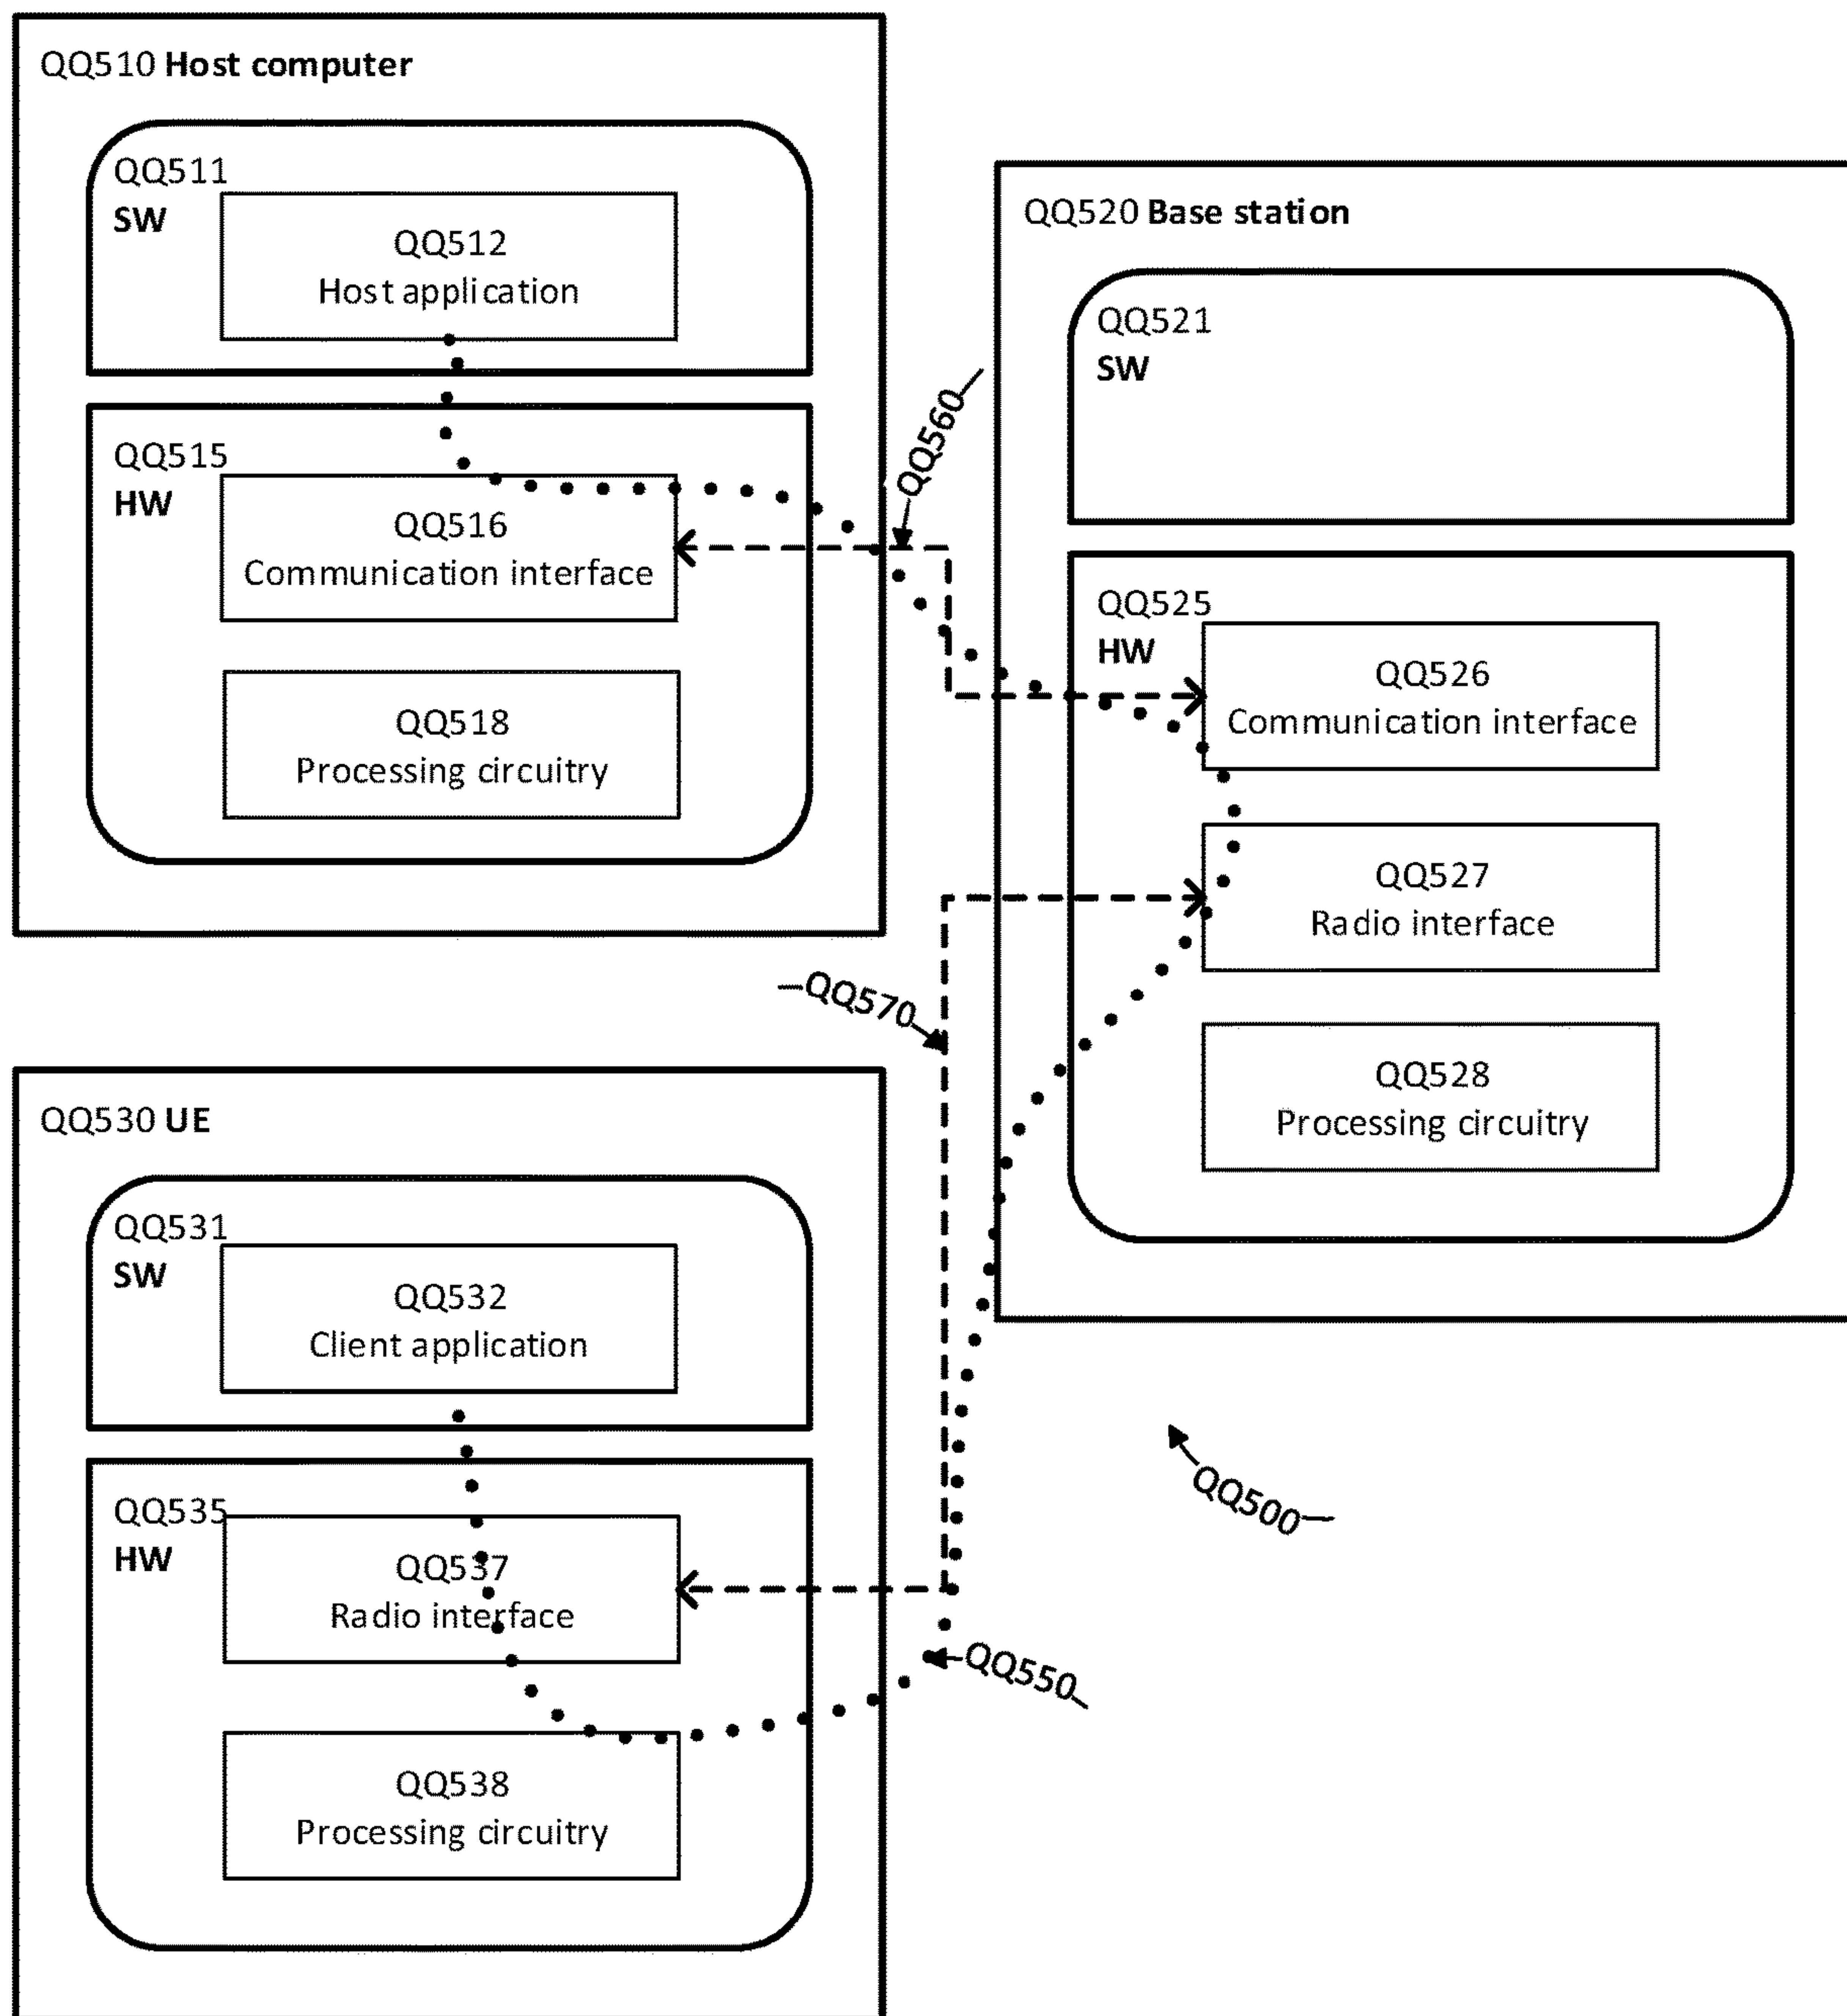 QQ510 Host computer
QQ511
SW
QQ512
Host application
QQ515
HW
QQ516
Communication interface
QQ518
Processing circuitry
QQ560
QQ520 Base station
QQ521
SW
QQ525
HW
QQ526
Communication interface
QQ527
Radio interface
QQ528
Processing circuitry
QQ570
QQ530 UE
QQ531
SW
QQ532
Client application
QQ535
HW
QQ537
Radio interface
QQ538
Processing circuitry
QQ550
QQ500